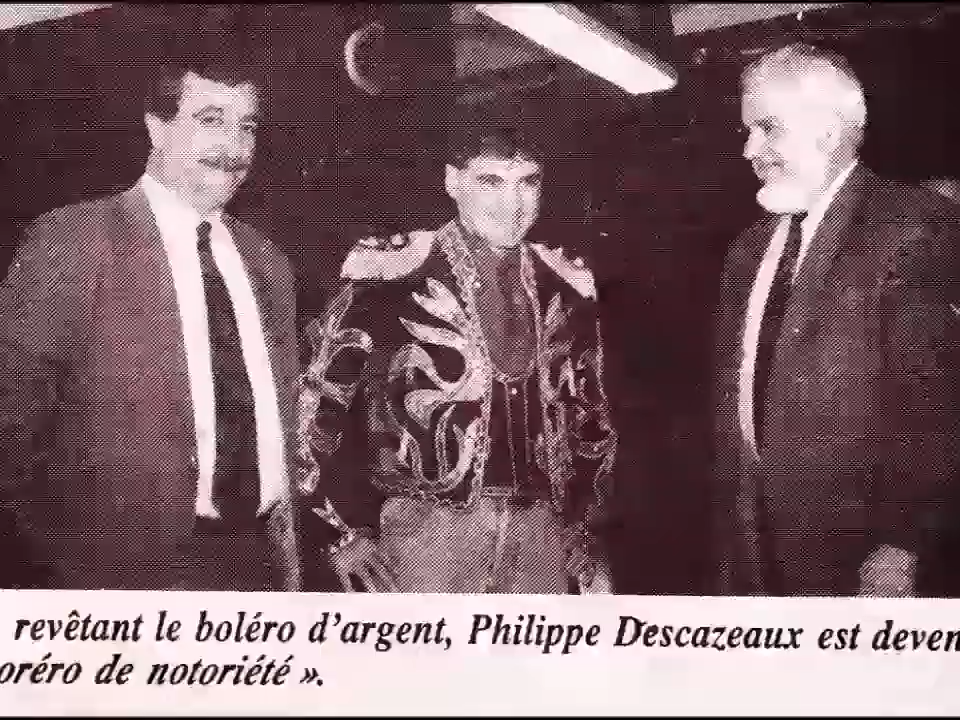 revêtant le boléro d'argent, Philippe Descazeaux est deven
oréro de notoriété ».